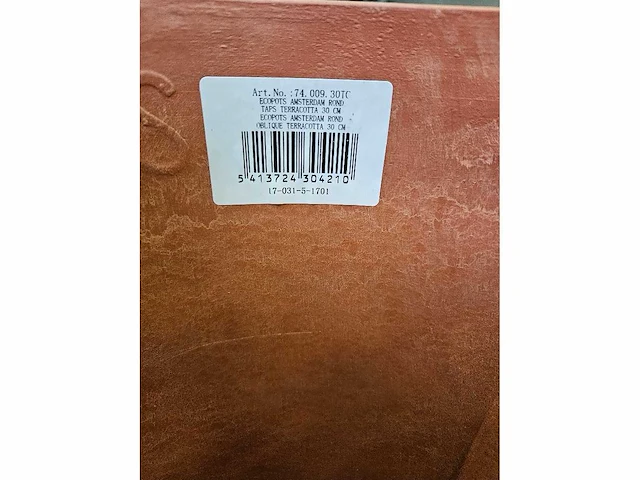 Art.No.:74.009.30TC
ECOPOTS AMSTERDAM ROND
TAPS TERRACOTTA 30 CM
ECOPOTS AMSTERDAM ROND
OBLIQUE TERRACOTTA 30 CM
5 413724 304210
17-031-5-1701